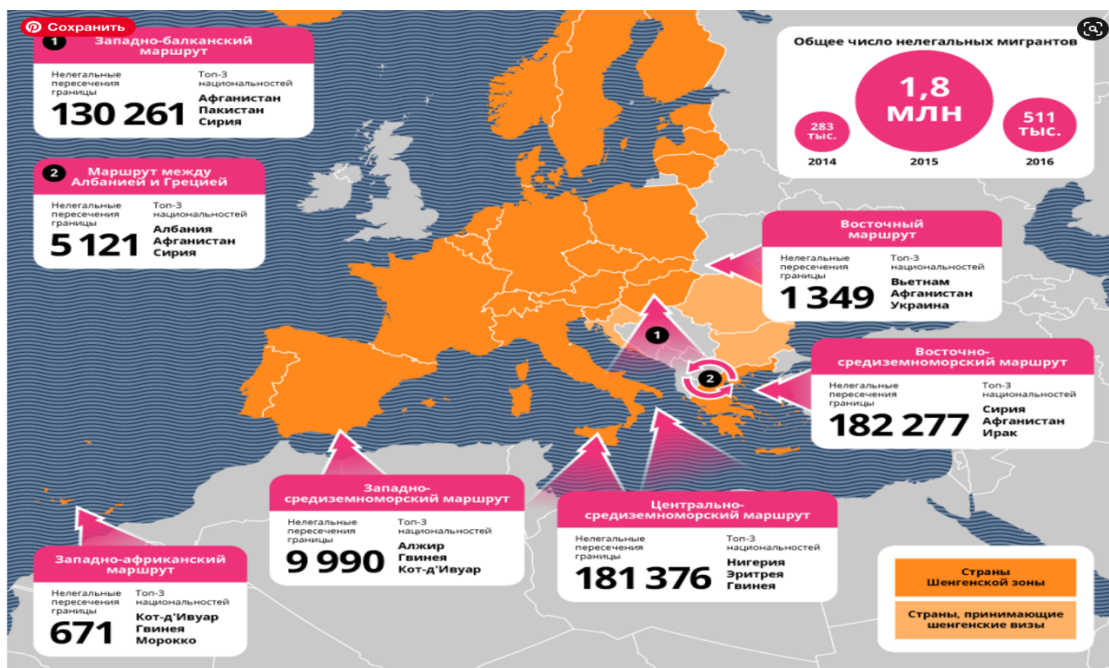 Сохранить
1
Западно-балканский
маршрут
Нелегальные
пересечения
границы
130 261
Топ-3
национальностей
Афганистан
Пакистан
Сирия
2
Маршрут между
Албанией и Грецией
Нелегальные
пересечения
границы
5 121
Топ-3
национальностей
Албания
Афганистан
Сирия
Общее число нелегальных мигрантов
283
тыс.
2014
1,8
млн
2015
511
тыс.
2016
Восточный
маршрут
Нелегальные
пересечения
границы
1 349
Топ-3
национальностей
Вьетнам
Афганистан
Украина
1
2
Восточно-
средиземноморский маршрут
Нелегальные
пересечения
границы
182 277
Топ-3
национальностей
Сирия
Афганистан
Ирак
Западно-
средиземноморский маршрут
Нелегальные
пересечения
границы
9 990
Топ-3
национальностей
Алжир
Гвинея
Кот-д'Ивуар
Центрально-
средиземноморский маршрут
Нелегальные
пересечения
границы
181 376
Топ-3
национальностей
Нигерия
Эритрея
Гвинея
Западно-африканский
маршрут
Нелегальные
пересечения
границы
671
Топ-3
национальностей
Кот-д'Ивуар
Гвинея
Морокко
Страны
Шенгенской зоны
Страны, принимающие
шенгенские визы